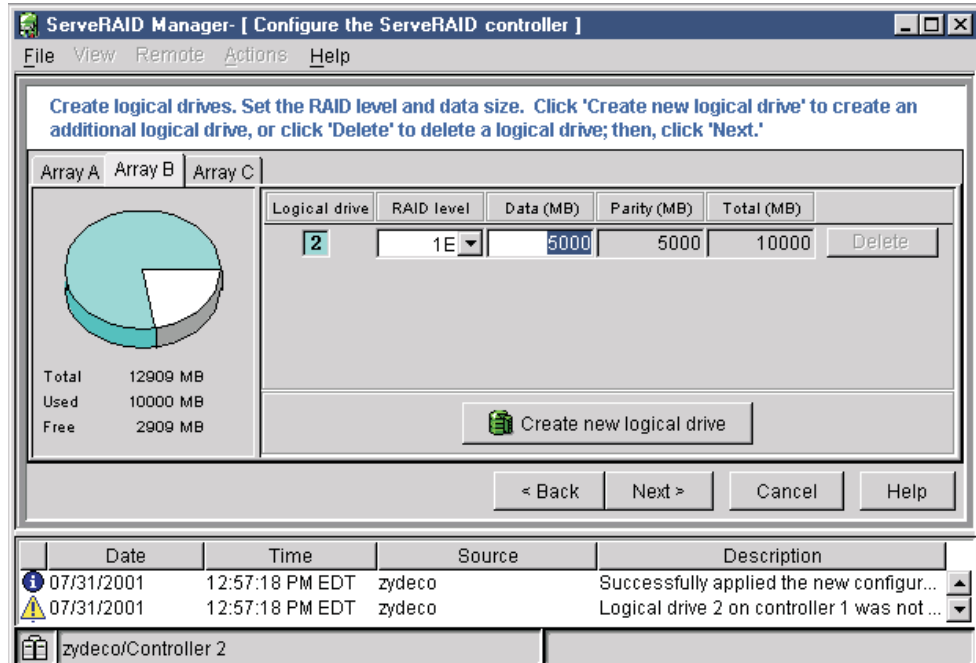 ServeRAID Manager- [ Configure the ServeRAID controller ]
File View Remote Actions Help
Create logical drives. Set the RAID level and data size. Click 'Create new logical drive' to create an
additional logical drive, or click 'Delete' to delete a logical drive; then, click 'Next.'
Array A Array B Array C
Logical drive RAID level Data (MB) Parity (MB) Total (MB)
2 1E 5000 5000 10000 Delete
Total 12909 MB
Used 10000 MB
Free 2909 MB
Create new logical drive
< Back Next > Cancel Help
Date Time Source Description
07/31/2001 12:57:18 PM EDT zydeco Successfully applied the new configur...
07/31/2001 12:57:18 PM EDT zydeco Logical drive 2 on controller 1 was not ...
zydeco/Controller 2